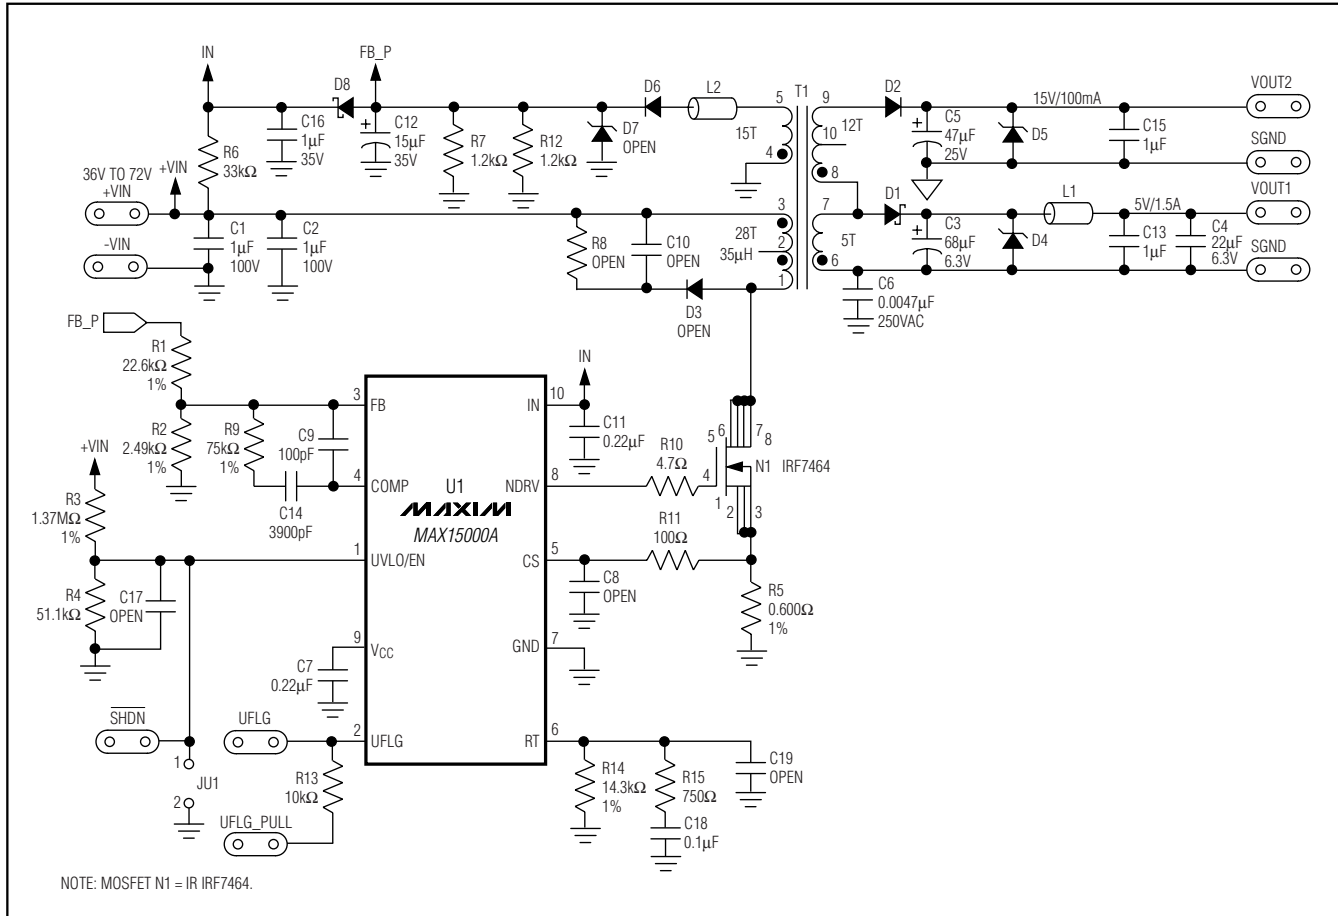 IN
FB_P
D8
D6
L2
T1
D2
VOUT2
5
9
15V/100mA
C16
1µF
35V
C12
15µF
35V
R7
1.2kΩ
R12
1.2kΩ
D7
OPEN
15T
4
10
12T
8
C5
47µF
25V
D5
C15
1µF
SGND
R6
33kΩ
36V TO 72V
+VIN
+VIN
-VIN
C1
1µF
100V
C2
1µF
100V
R8
OPEN
C10
OPEN
D3
OPEN
3
28T
2
35µH
1
7
5T
6
D1
L1
5V/1.5A
VOUT1
C3
68µF
6.3V
D4
C13
1µF
C4
22µF
6.3V
SGND
C6
0.0047µF
250VAC
FB_P
R1
22.6kΩ
1%
R2
2.49kΩ
1%
R9
75kΩ
1%
C9
100pF
C14
3900pF
+VIN
R3
1.37MΩ
1%
R4
51.1kΩ
C17
OPEN
3
FB
4
COMP
1
UVLO/EN
9
VCC
2
UFLG
U1
MAXIM
MAX15000A
IN
10
NDRV
8
CS
5
GND
7
RT
6
IN
C11
0.22µF
R10
4.7Ω
R11
100Ω
5
6
7
8
4
N1 IRF7464
1
2
3
C8
OPEN
R5
0.600Ω
1%
C7
0.22µF
SHDN
UFLG
1
JU1
2
R13
10kΩ
UFLG_PULL
R14
14.3kΩ
1%
R15
750Ω
C18
0.1µF
C19
OPEN
NOTE: MOSFET N1 = IR IRF7464.